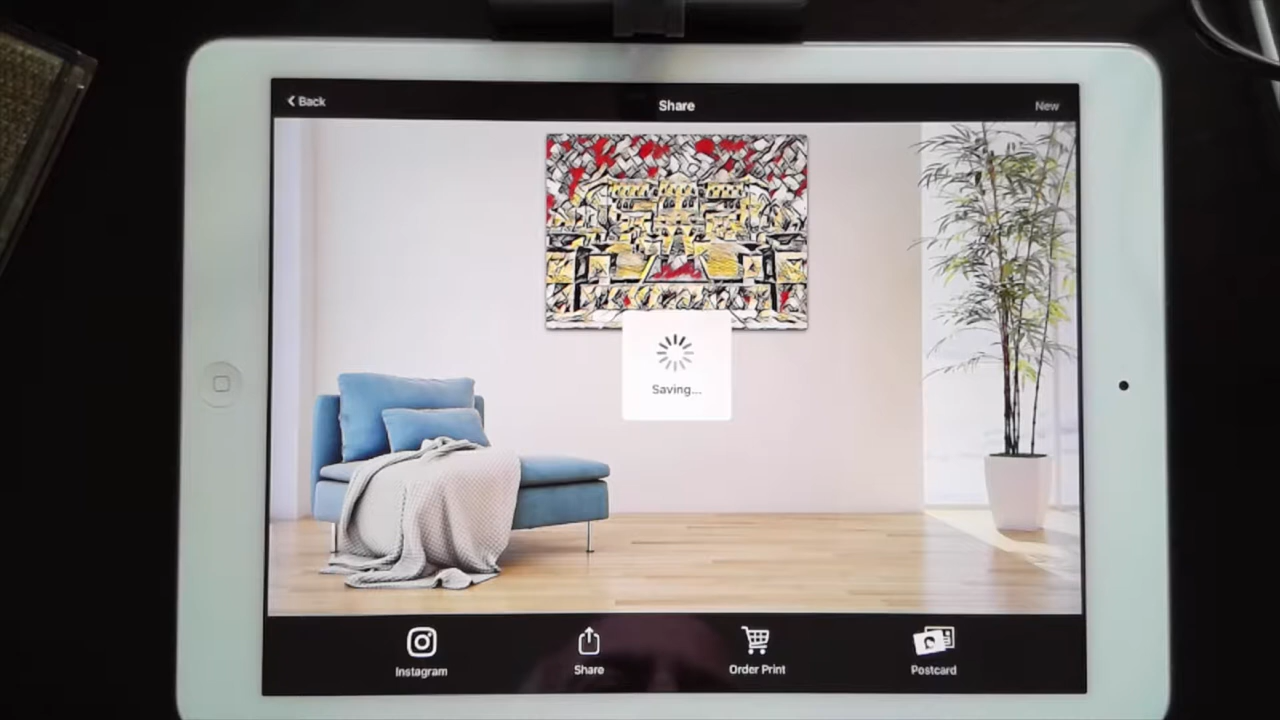 Back
Share
New
Saving...
Instagram
Share
Order Print
Postcard